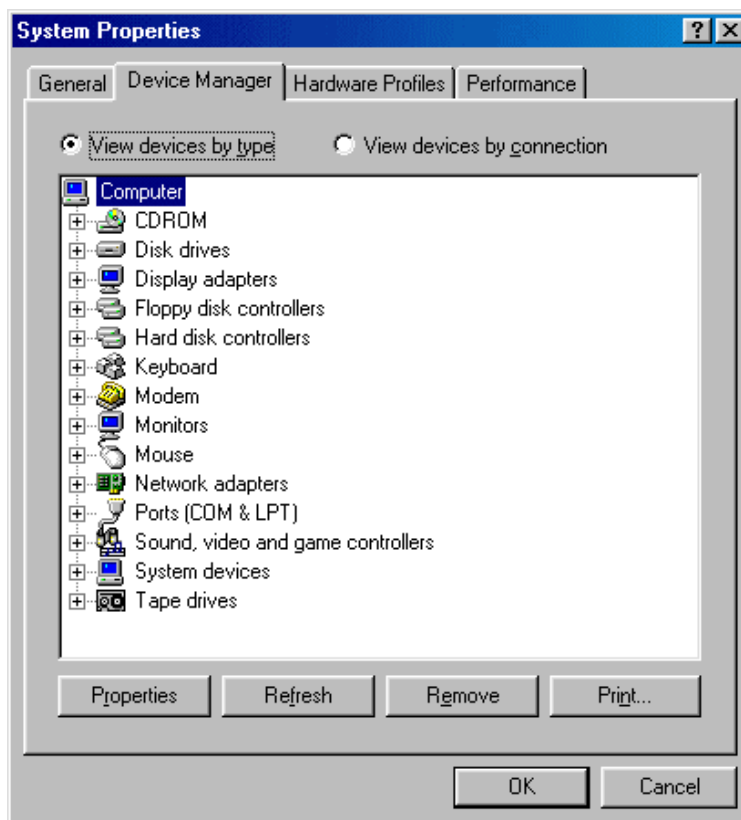 System Properties
General Device Manager Hardware Profiles Performance
View devices by type View devices by connection
Computer
CDROM
Disk drives
Display adapters
Floppy disk controllers
Hard disk controllers
Keyboard
Modem
Monitors
Mouse
Network adapters
Ports (COM & LPT)
Sound, video and game controllers
System devices
Tape drives
Properties Refresh Remove Print...
OK Cancel